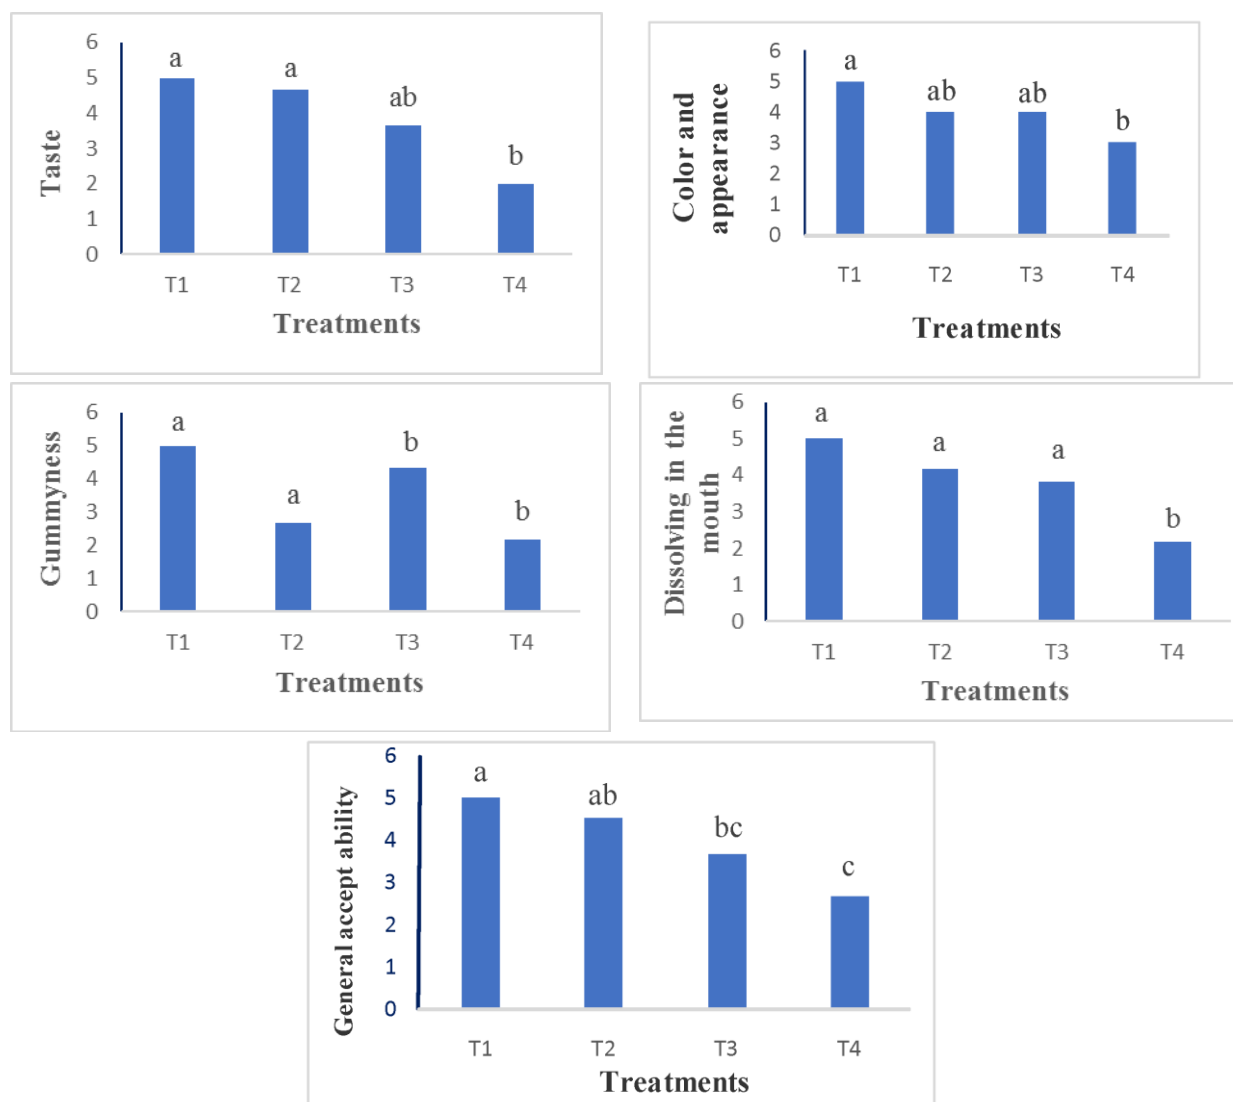 Taste
6
5
4
3
2
1
0
a
a
ab
b
T1 T2 T3 T4
Treatments
Color and
appearance
6
5
4
3
2
1
0
a
ab
ab
b
T1 T2 T3 T4
Treatments
Gummyness
6
5
4
3
2
1
0
a
a
b
b
T1 T2 T3 T4
Treatments
Dissolving in the
mouth
6
5
4
3
2
1
0
a
a
a
b
T1 T2 T3 T4
Treatments
General accept ability
6
5
4
3
2
1
0
a
ab
bc
c
T1 T2 T3 T4
Treatments